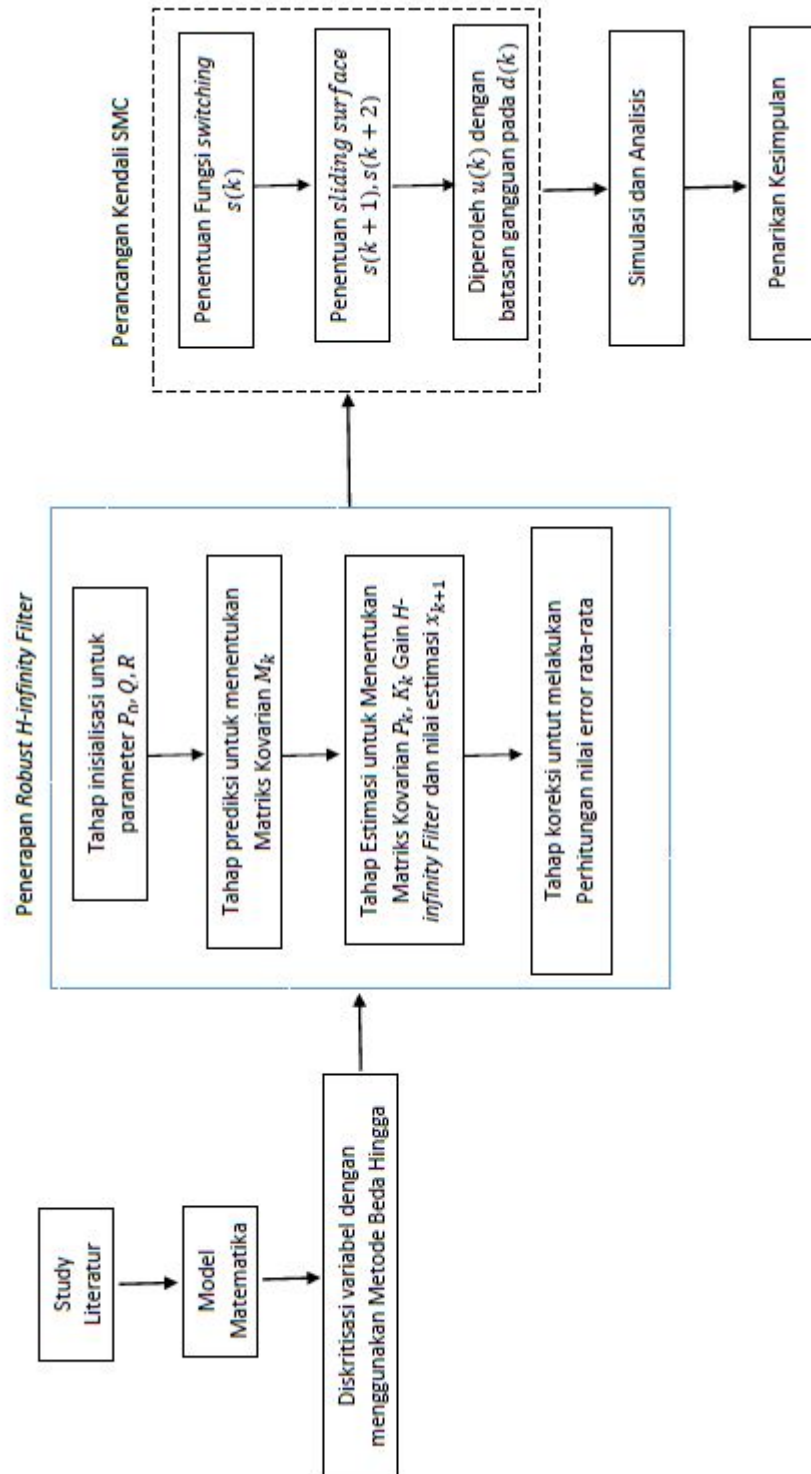 Study
Literatur
Model
Matematika
Diskritisasi variabel dengan
menggunakan Metode Beda Hingga
Penerapan Robust H-infinity Filter
Tahap inisialisasi untuk
parameter P₀, Q, R
Tahap prediksi untuk menentukan
Matriks Kovarian Mₖ
Tahap Estimasi untuk Menentukan
Matriks Kovarian Pₖ, Kₖ Gain H-
infinity Filter dan nilai estimasi xₖ₊₁
Tahap koreksi untut melakukan
Perhitungan nilai error rata-rata
Perancangan Kendali SMC
Penentuan Fungsi switching
s(k)
Penentuan sliding surface
s(k + 1), s(k + 2)
Diperoleh u(k) dengan
batasan gangguan pada d(k)
Simulasi dan Analisis
Penarikan Kesimpulan